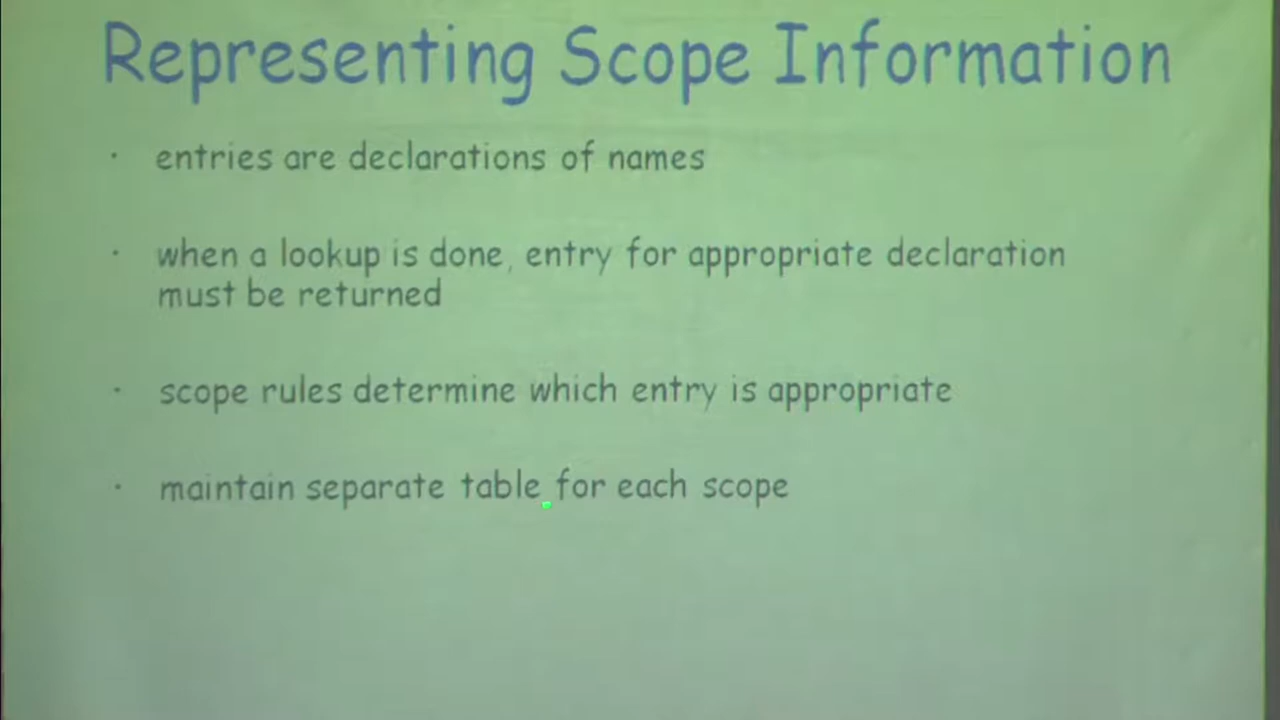 Representing Scope Information
· entries are declarations of names
· when a lookup is done, entry for appropriate declaration
must be returned
· scope rules determine which entry is appropriate
· maintain separate table for each scope